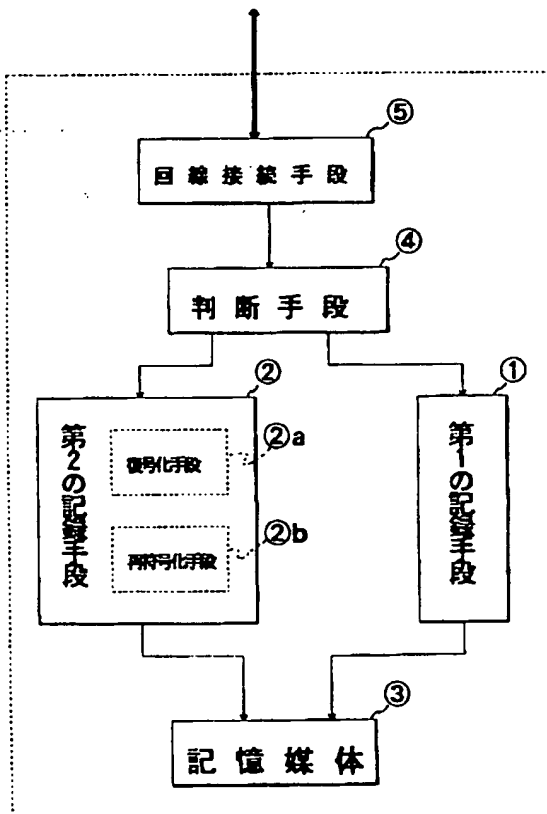 ⑤
回線接続手段
④
判断手段
②
①
第2の記録手段
②a
復号化手段
②b
再符号化手段
第1の記録手段
③
記憶媒体